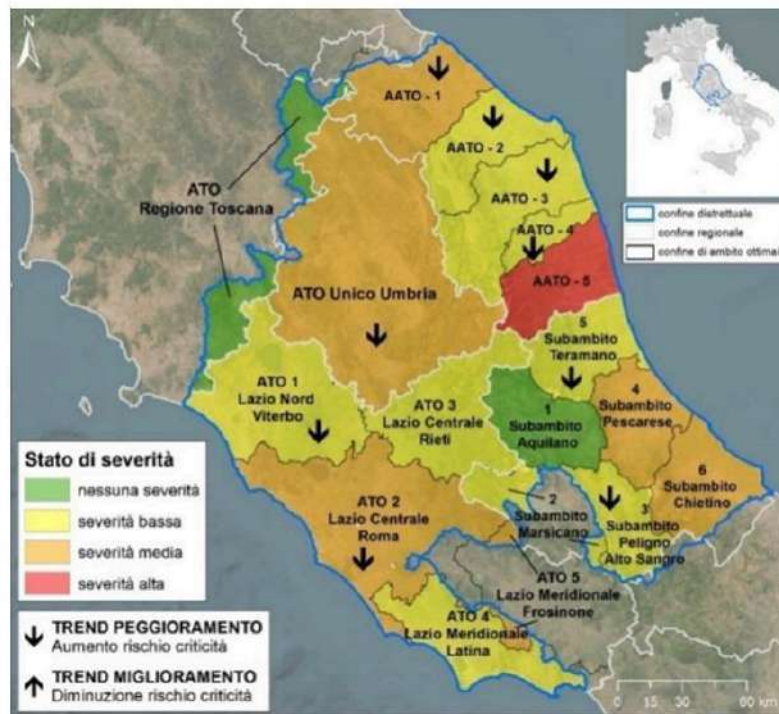 N
AATO - 1
AATO - 2
AATO - 3
AATO - 4
AATO - 5
ATO
Regione Toscana
ATO Unico Umbria
5
Subambito
Teramano
4
Subambito
Pescarese
ATO 1
Lazio Nord
Viterbo
ATO 3
Lazio Centrale
Rieti
1
Subambito
Aquilano
6
Subambito
Chietino
ATO 2
Lazio Centrale
Roma
2
Subambito
Marsicano
3
Subambito
Peligno
Alto Sangro
ATO 5
Lazio Meridionale
Frosinone
ATO 4
Lazio Meridionale
Latina
confine distrettuale
confine regionale
confine di ambito ottimal
Stato di severità
nessuna severità
severità bassa
severità media
severità alta
TREND PEGGIORAMENTO
Aumento rischio criticità
TREND MIGLIORAMENTO
Diminuzione rischio criticità
0 15 30 60 km